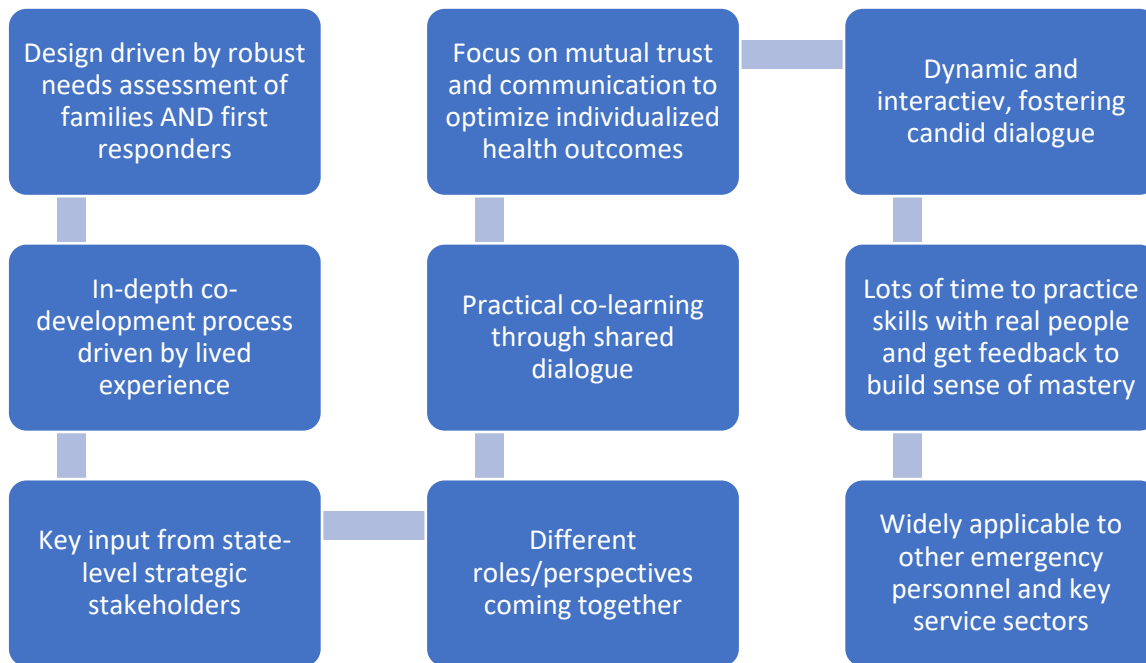 Design driven by robust
needs assessment of
families AND first
responders
In-depth co-
development process
driven by lived
experience
Key input from state-
level strategic
stakeholders
Different
roles/perspectives
coming together
Practical co-learning
through shared
dialogue
Focus on mutual trust
and communication to
optimize individualized
health outcomes
Dynamic and
interactiev, fostering
candid dialogue
Lots of time to practice
skills with real people
and get feedback to
build sense of mastery
Widely applicable to
other emergency
personnel and key
service sectors